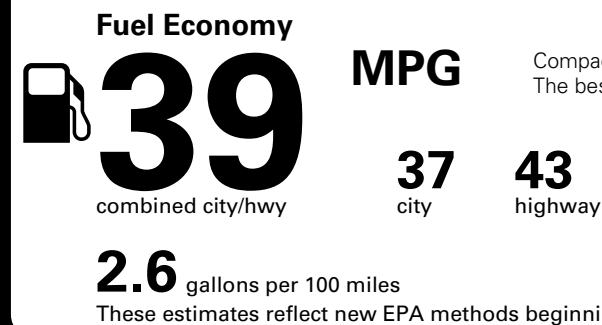 Fuel Economy
39 MPG
combined city/hwy
Compac
The bes
37 city
43 highway
2.6 gallons per 100 miles
These estimates reflect new EPA methods beginni